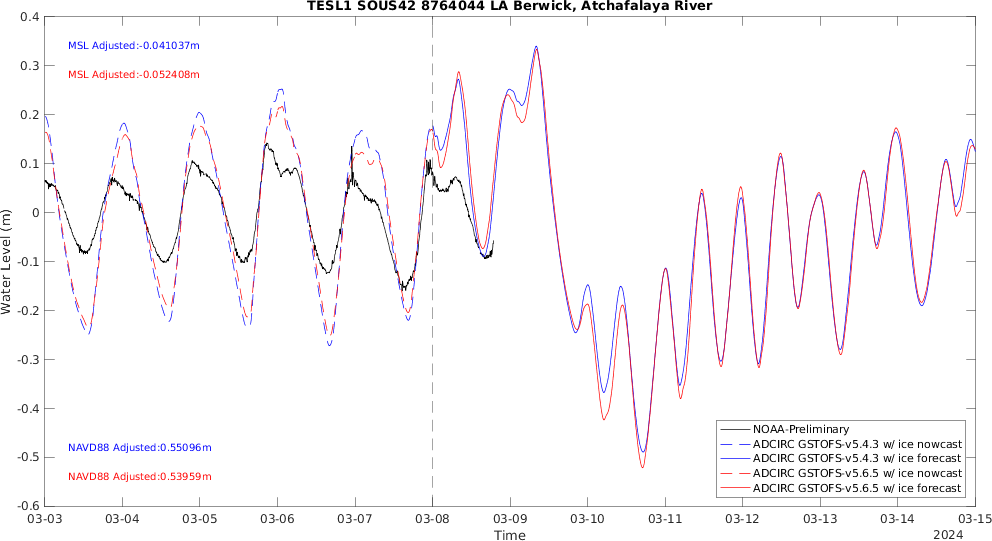 TESL1 SOUS42 8764044 LA Berwick, Atchafalaya River
0.4
0.3
0.2
0.1
0
-0.1
-0.2
-0.3
-0.4
-0.5
-0.6
Water Level (m)
MSL Adjusted:-0.041037m
MSL Adjusted:-0.052408m
NAVD88 Adjusted:0.55096m
NAVD88 Adjusted:0.53959m
NOAA-Preliminary
ADCIRC GSTOFS-v5.4.3 w/ ice nowcast
ADCIRC GSTOFS-v5.4.3 w/ ice forecast
ADCIRC GSTOFS-v5.6.5 w/ ice nowcast
ADCIRC GSTOFS-v5.6.5 w/ ice forecast
03-03 03-04 03-05 03-06 03-07 03-08 03-09 03-10 03-11 03-12 03-13 03-14 03-15
Time
2024